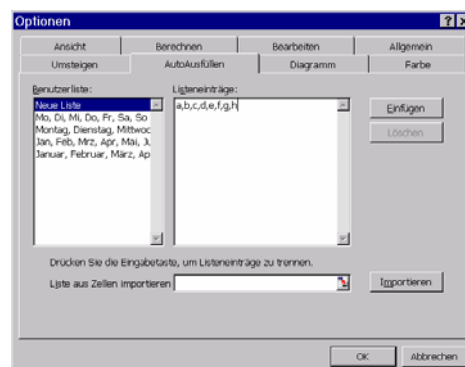 Optionen
Ansicht Berechnen Bearbeiten Allgemein
Umsteigen AutoAusfüllen Diagramm Farbe
Benutzerliste: Listeneinträge:
Neue Liste a,b,c,d,e,f,g,h Einfügen
Mo, Di, Mi, Do, Fr, Sa, So
Montag, Dienstag, Mittwoc Löschen
Jan, Feb, Mrz, Apr, Mai, J
Januar, Februar, März, Ap
Drücken Sie die Eingabetaste, um Listeneinträge zu trennen.
Liste aus Zellen importieren Importieren
OK Abbrechen